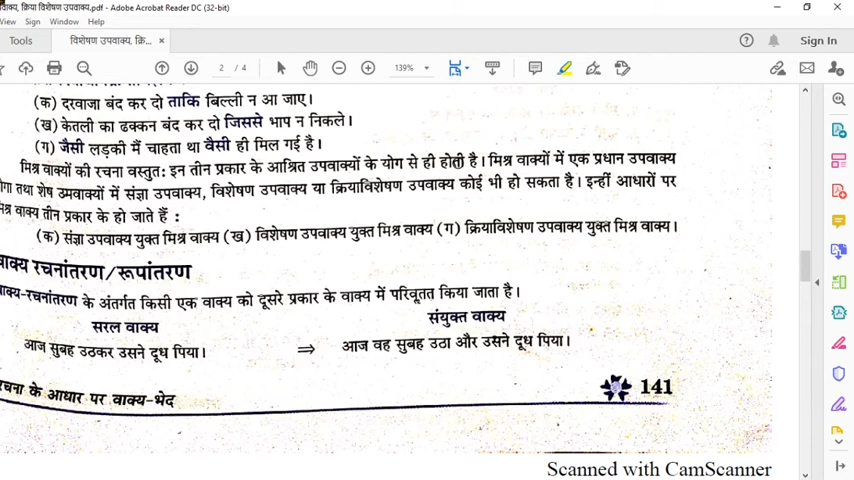 वाक्य, क्रिया विशेषण उपवाक्य.pdf - Adobe Acrobat Reader DC (32-bit)
View Sign Window Help
Tools विशेषण उपवाक्य, क्रि... × Sign In
2 / 4 139%
(क) दरवाजा बंद कर दो ताकि बिल्ली न आ जाए।
(ख) केतली का ढक्कन बंद कर दो जिससे भाप न निकले।
(ग) जैसी लड़की मैं चाहता था वैसी ही मिल गई है।
मिश्र वाक्यों की रचना वस्तुत: इन तीन प्रकार के आश्रित उपवाक्यों के योग से ही होती है। मिश्र वाक्यों में एक प्रधान उपवाक्य
ोगा तथा शेष उपवाक्यों में संज्ञा उपवाक्य, विशेषण उपवाक्य या क्रियाविशेषण उपवाक्य कोई भी हो सकता है। इन्हीं आधारों पर
मिश्र वाक्य तीन प्रकार के हो जाते हैं :
(क) संज्ञा उपवाक्य युक्त मिश्र वाक्य (ख) विशेषण उपवाक्य युक्त मिश्र वाक्य (ग) क्रियाविशेषण उपवाक्य युक्त मिश्र वाक्य।
वाक्य रचनांतरण/रूपांतरण
वाक्य-रचनांतरण के अंतर्गत किसी एक वाक्य को दूसरे प्रकार के वाक्य में परिवृतत किया जाता है।
सरल वाक्य संयुक्त वाक्य
आज सुबह उठकर उसने दूध पिया। ⇒ आज वह सुबह उठा और उसने दूध पिया।
रचना के आधार पर वाक्य-भेद 141
Scanned with CamScanner